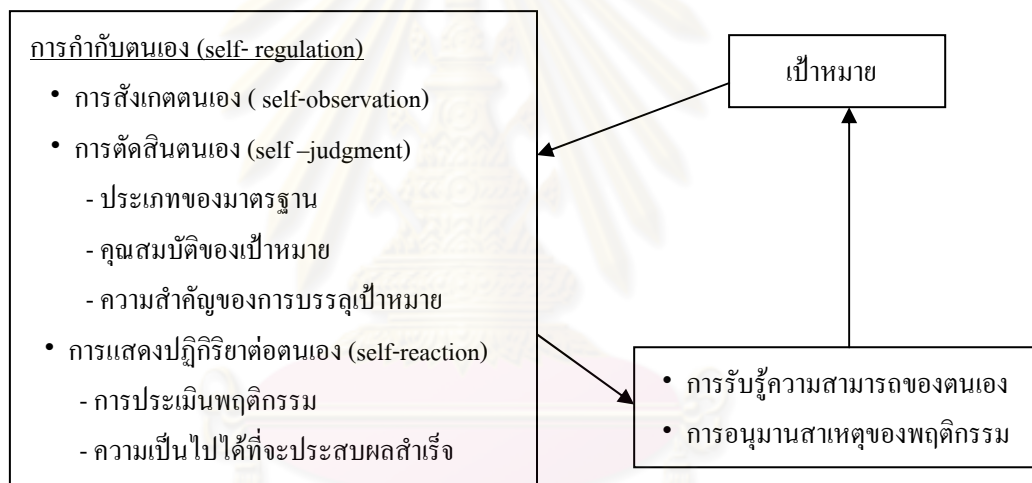 การกำกับตนเอง (self- regulation)
• การสังเกตตนเอง ( self-observation)
• การตัดสินตนเอง (self –judgment)
- ประเภทของมาตรฐาน
- คุณสมบัติของเป้าหมาย
- ความสำคัญของการบรรลุเป้าหมาย
• การแสดงปฏิกิริยาต่อตนเอง (self-reaction)
- การประเมินพฤติกรรม
- ความเป็นไปได้ที่จะประสบผลสำเร็จ
เป้าหมาย
• การรับรู้ความสามารถของตนเอง
• การอนุมานสาเหตุของพฤติกรรม